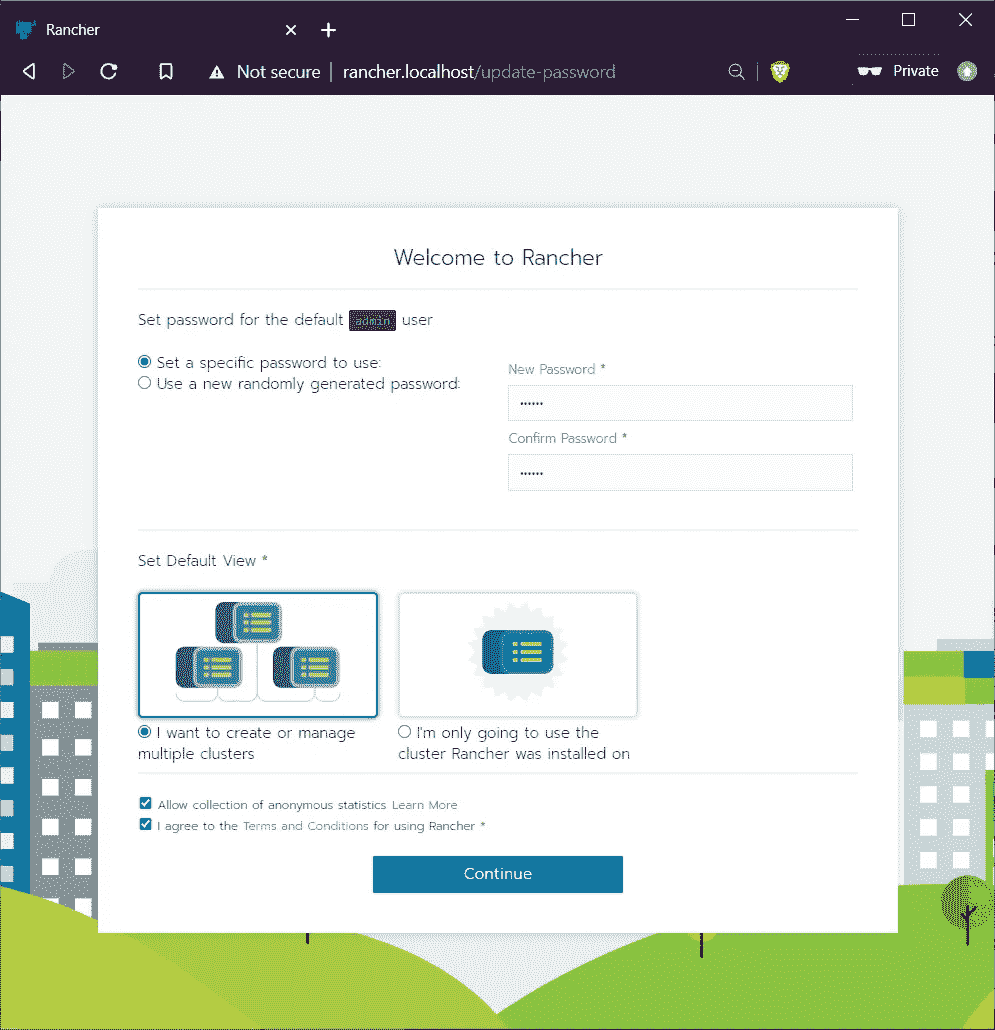 Rancher
Not secure | rancher.localhost/update-password
Private
Welcome to Rancher
Set password for the default admin user
Set a specific password to use:
Use a new randomly generated password:
New Password *
••••••
Confirm Password *
••••••
Set Default View *
I want to create or manage
multiple clusters
I'm only going to use the
cluster Rancher was installed on
Allow collection of anonymous statistics Learn More
I agree to the Terms and Conditions for using Rancher *
Continue